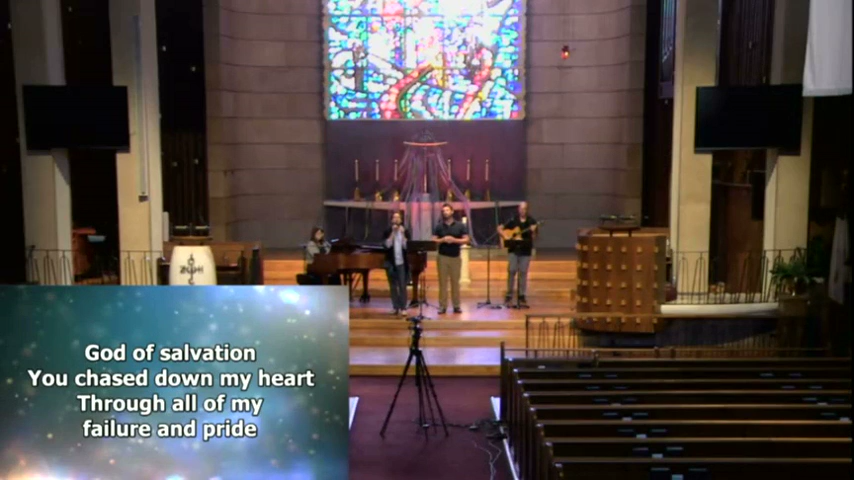 God of salvation
You chased down my heart
Through all of my
failure and pride